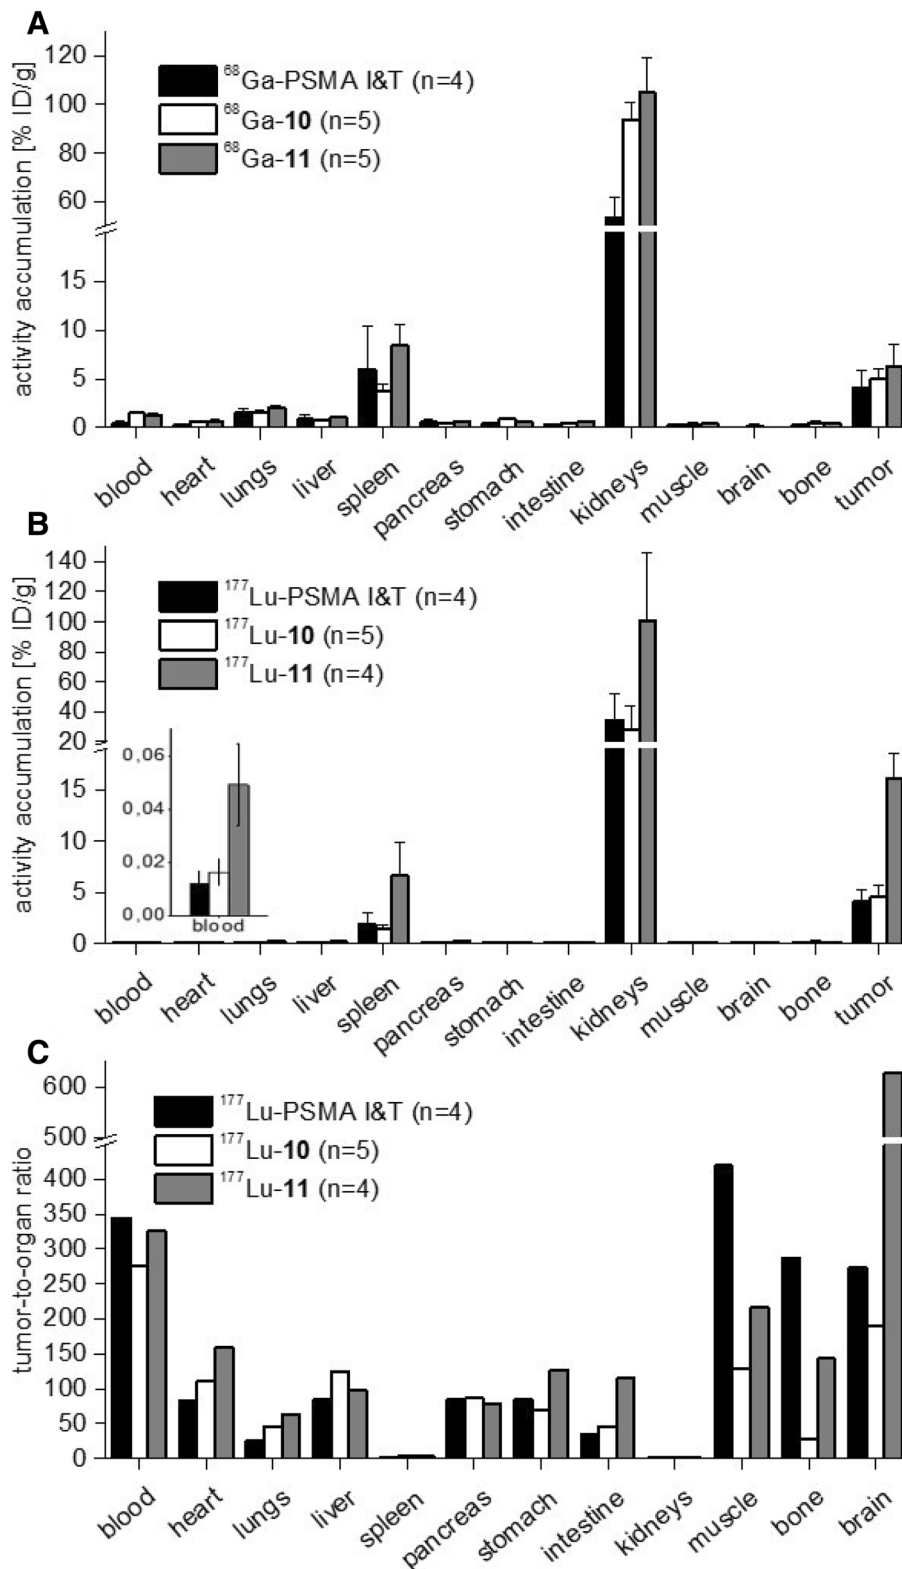 A
activity accumulation [% ID/g]
120
100
80
60
15
10
5
0
⁶⁸Ga-PSMA I&T (n=4)
⁶⁸Ga-10 (n=5)
⁶⁸Ga-11 (n=5)
blood heart lungs liver spleen pancreas stomach intestine kidneys muscle brain bone tumor
B
activity accumulation [% ID/g]
140
120
100
80
60
40
20
15
10
5
0
¹⁷⁷Lu-PSMA I&T (n=4)
¹⁷⁷Lu-10 (n=5)
¹⁷⁷Lu-11 (n=4)
0,06
0,04
0,02
0,00
blood
blood heart lungs liver spleen pancreas stomach intestine kidneys muscle brain bone tumor
C
tumor-to-organ ratio
600
500
400
350
300
250
200
150
100
50
0
¹⁷⁷Lu-PSMA I&T (n=4)
¹⁷⁷Lu-10 (n=5)
¹⁷⁷Lu-11 (n=4)
blood heart lungs liver spleen pancreas stomach intestine kidneys muscle bone brain